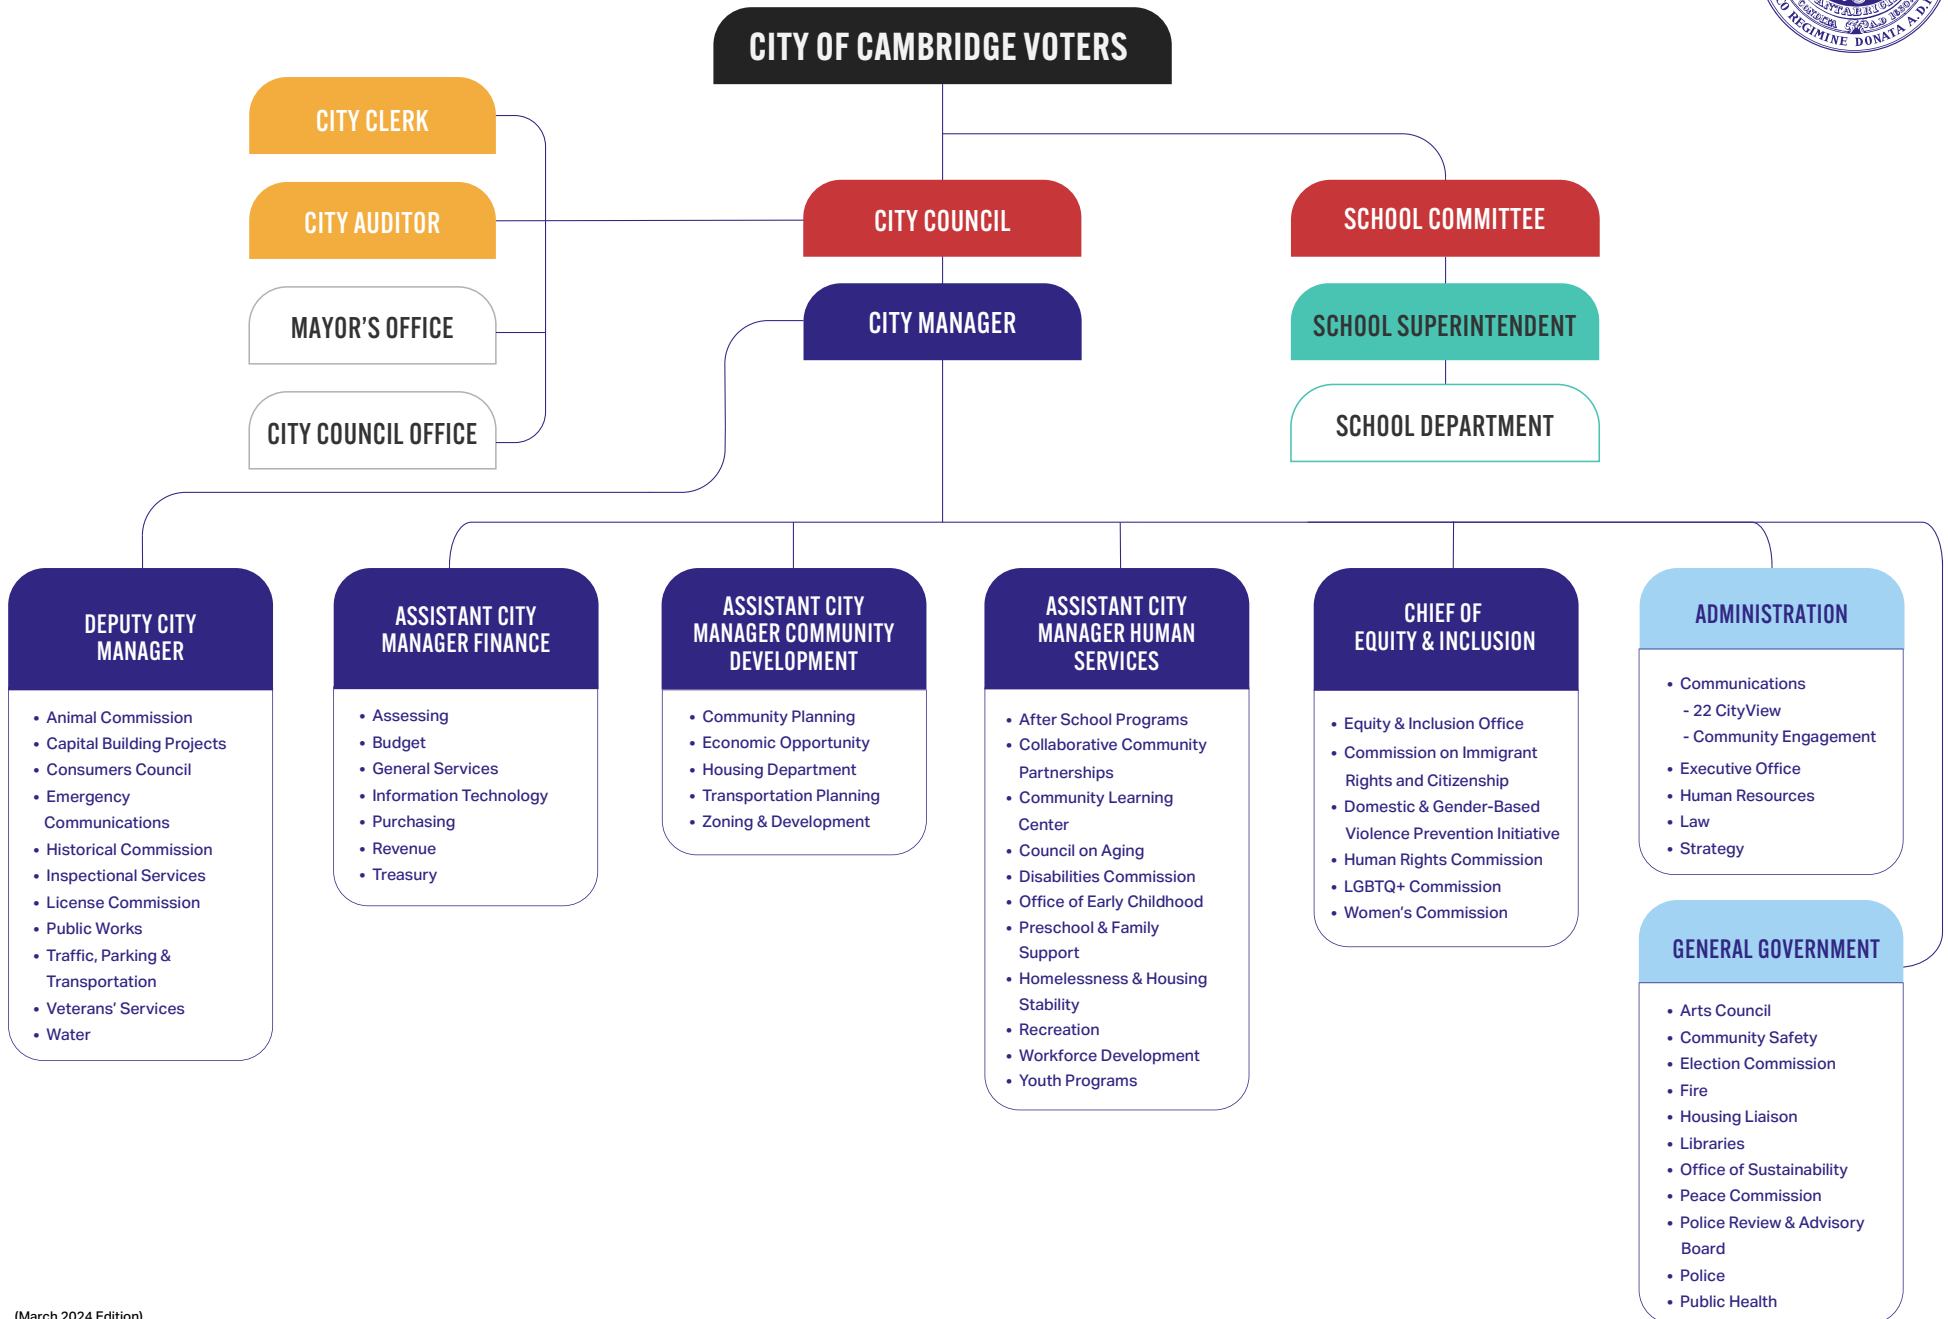 CITY OF CAMBRIDGE VOTERS
CONDITA A.D. 1630
REGIMINE DONATA A.D.
CITY CLERK
CITY AUDITOR
MAYOR'S OFFICE
CITY COUNCIL OFFICE
CITY COUNCIL
CITY MANAGER
SCHOOL COMMITTEE
SCHOOL SUPERINTENDENT
SCHOOL DEPARTMENT
DEPUTY CITY
MANAGER
• Animal Commission
• Capital Building Projects
• Consumers Council
• Emergency
Communications
• Historical Commission
• Inspectional Services
• License Commission
• Public Works
• Traffic, Parking &
Transportation
• Veterans' Services
• Water
ASSISTANT CITY
MANAGER FINANCE
• Assessing
• Budget
• General Services
• Information Technology
• Purchasing
• Revenue
• Treasury
ASSISTANT CITY
MANAGER COMMUNITY
DEVELOPMENT
• Community Planning
• Economic Opportunity
• Housing Department
• Transportation Planning
• Zoning & Development
ASSISTANT CITY
MANAGER HUMAN
SERVICES
• After School Programs
• Collaborative Community
Partnerships
• Community Learning
Center
• Council on Aging
• Disabilities Commission
• Office of Early Childhood
• Preschool & Family
Support
• Homelessness & Housing
Stability
• Recreation
• Workforce Development
• Youth Programs
CHIEF OF
EQUITY & INCLUSION
• Equity & Inclusion Office
• Commission on Immigrant
Rights and Citizenship
• Domestic & Gender-Based
Violence Prevention Initiative
• Human Rights Commission
• LGBTQ+ Commission
• Women's Commission
ADMINISTRATION
• Communications
- 22 CityView
- Community Engagement
• Executive Office
• Human Resources
• Law
• Strategy
GENERAL GOVERNMENT
• Arts Council
• Community Safety
• Election Commission
• Fire
• Housing Liaison
• Libraries
• Office of Sustainability
• Peace Commission
• Police Review & Advisory
Board
• Police
• Public Health
(March 2024 Edition)